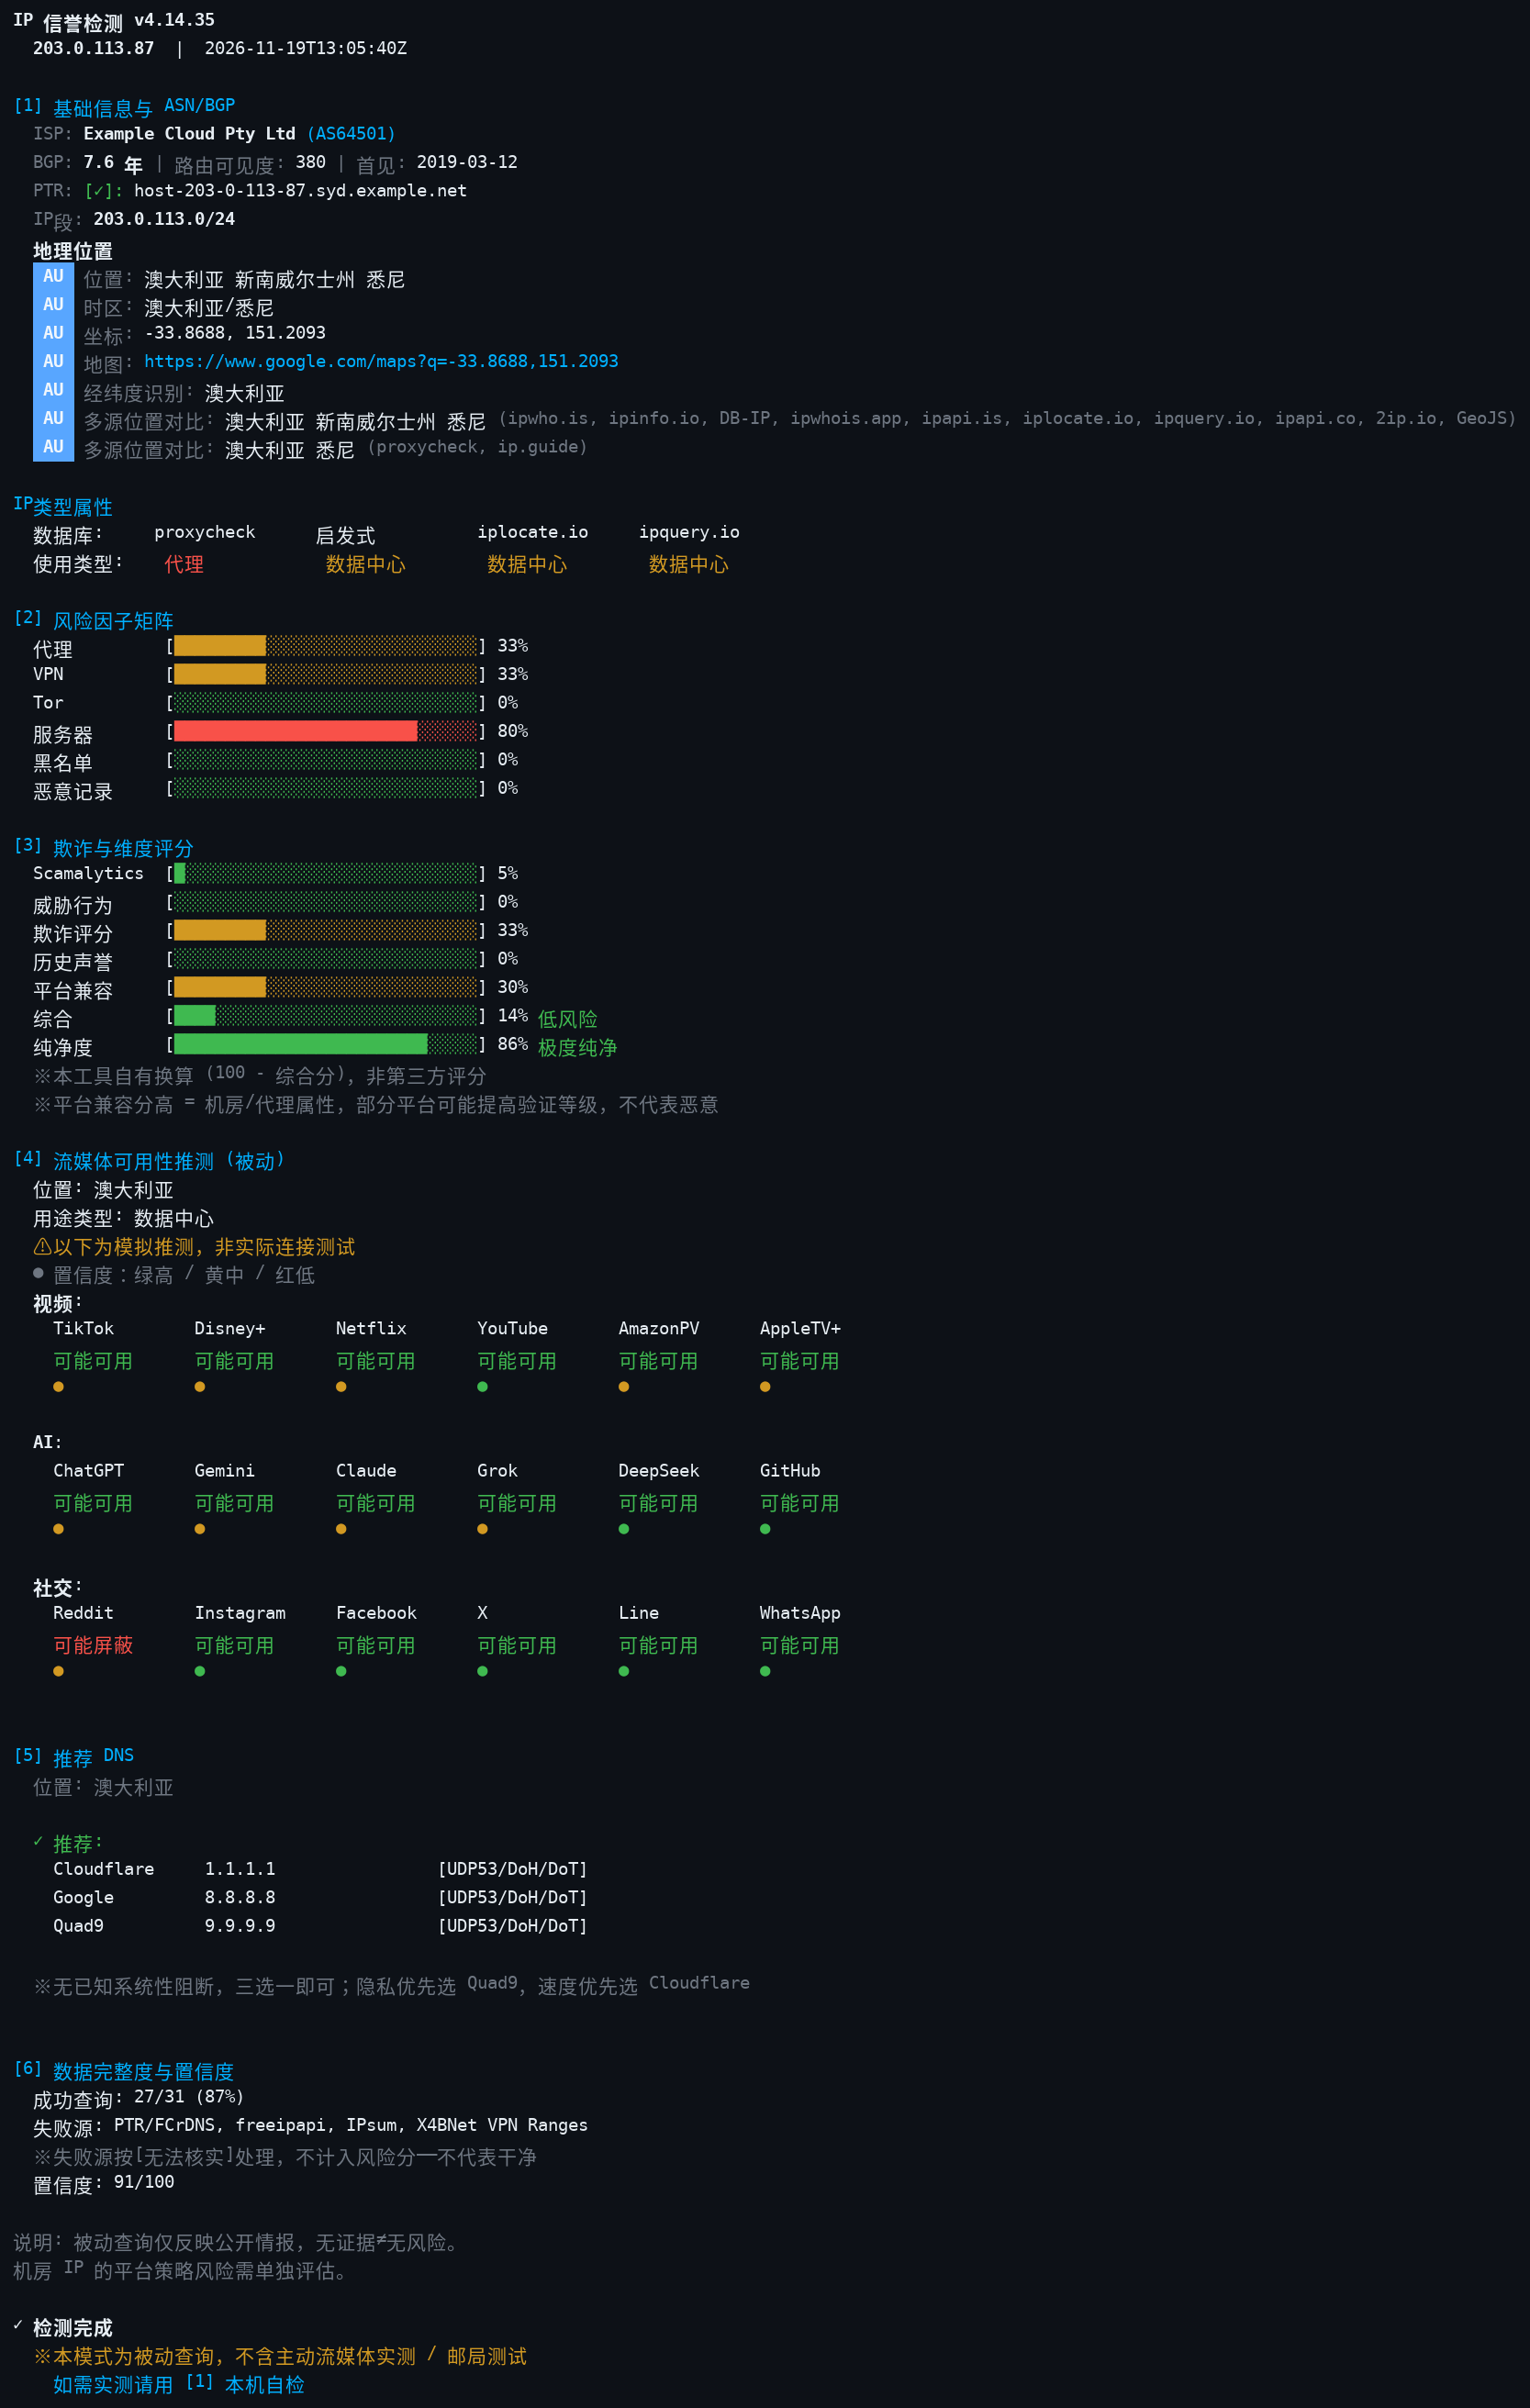 IP 信誉检测 v4.14.35
203.0.113.87 | 2026-11-19T13:05:40Z
[1] 基础信息与 ASN/BGP
ISP: Example Cloud Pty Ltd (AS64501)
BGP: 7.6 年 | 路由可见度: 380 | 首见: 2019-03-12
PTR: [✓]: host-203-0-113-87.syd.example.net
IP段: 203.0.113.0/24
地理位置
AU 位置: 澳大利亚 新南威尔士州 悉尼
AU 时区: 澳大利亚/悉尼
AU 坐标: -33.8688, 151.2093
AU 地图: https://www.google.com/maps?q=-33.8688,151.2093
AU 经纬度识别: 澳大利亚
AU 多源位置对比: 澳大利亚 新南威尔士州 悉尼 (ipwho.is, ipinfo.io, DB-IP, ipwhois.app, ipapi.is, iplocate.io, ipquery.io, ipapi.co, 2ip.io, GeoJS)
AU 多源位置对比: 澳大利亚 悉尼 (proxycheck, ip.guide)
IP类型属性
数据库: proxycheck 启发式 iplocate.io ipquery.io
使用类型: 代理 数据中心 数据中心 数据中心
[2] 风险因子矩阵
代理 [█████████░░░░░░░░░░░░░░░░░░░░░] 33%
VPN [█████████░░░░░░░░░░░░░░░░░░░░░] 33%
Tor [░░░░░░░░░░░░░░░░░░░░░░░░░░░░░░] 0%
服务器 [████████████████████████░░░░░░] 80%
黑名单 [░░░░░░░░░░░░░░░░░░░░░░░░░░░░░░] 0%
恶意记录 [░░░░░░░░░░░░░░░░░░░░░░░░░░░░░░] 0%
[3] 欺诈与维度评分
Scamalytics [█░░░░░░░░░░░░░░░░░░░░░░░░░░░░░] 5%
威胁行为 [░░░░░░░░░░░░░░░░░░░░░░░░░░░░░░] 0%
欺诈评分 [█████████░░░░░░░░░░░░░░░░░░░░░] 33%
历史声誉 [░░░░░░░░░░░░░░░░░░░░░░░░░░░░░░] 0%
平台兼容 [█████████░░░░░░░░░░░░░░░░░░░░░] 30%
综合 [████░░░░░░░░░░░░░░░░░░░░░░░░░░] 14% 低风险
纯净度 [█████████████████████████░░░░░] 86% 极度纯净
※本工具自有换算 (100 - 综合分), 非第三方评分
※平台兼容分高 = 机房/代理属性, 部分平台可能提高验证等级, 不代表恶意
[4] 流媒体可用性推测 (被动)
位置: 澳大利亚
用途类型: 数据中心
⚠以下为模拟推测, 非实际连接测试
● 置信度：绿高 / 黄中 / 红低
视频:
TikTok Disney+ Netflix YouTube AmazonPV AppleTV+
可能可用 可能可用 可能可用 可能可用 可能可用 可能可用
● ● ● ● ● ●
AI:
ChatGPT Gemini Claude Grok DeepSeek GitHub
可能可用 可能可用 可能可用 可能可用 可能可用 可能可用
● ● ● ● ● ●
社交:
Reddit Instagram Facebook X Line WhatsApp
可能屏蔽 可能可用 可能可用 可能可用 可能可用 可能可用
● ● ● ● ● ●
[5] 推荐 DNS
位置: 澳大利亚
✓ 推荐:
Cloudflare 1.1.1.1 [UDP53/DoH/DoT]
Google 8.8.8.8 [UDP53/DoH/DoT]
Quad9 9.9.9.9 [UDP53/DoH/DoT]
※无已知系统性阻断, 三选一即可；隐私优先选 Quad9, 速度优先选 Cloudflare
[6] 数据完整度与置信度
成功查询: 27/31 (87%)
失败源: PTR/FCrDNS, freeipapi, IPsum, X4BNet VPN Ranges
※失败源按[无法核实]处理, 不计入风险分——不代表干净
置信度: 91/100
说明: 被动查询仅反映公开情报, 无证据≠无风险。
机房 IP 的平台策略风险需单独评估。
✓ 检测完成
※本模式为被动查询, 不含主动流媒体实测 / 邮局测试
如需实测请用 [1] 本机自检